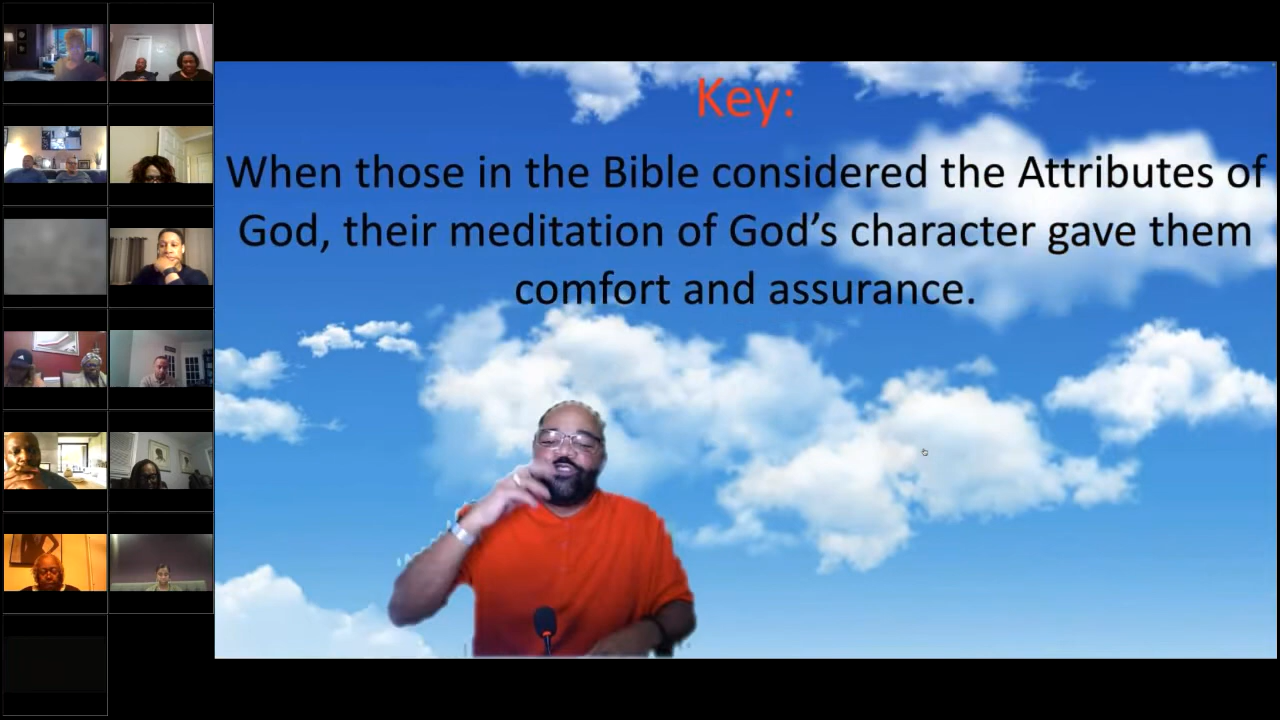 Key:
When those in the Bible considered the Attributes of
God, their meditation of God’s character gave them
comfort and assurance.